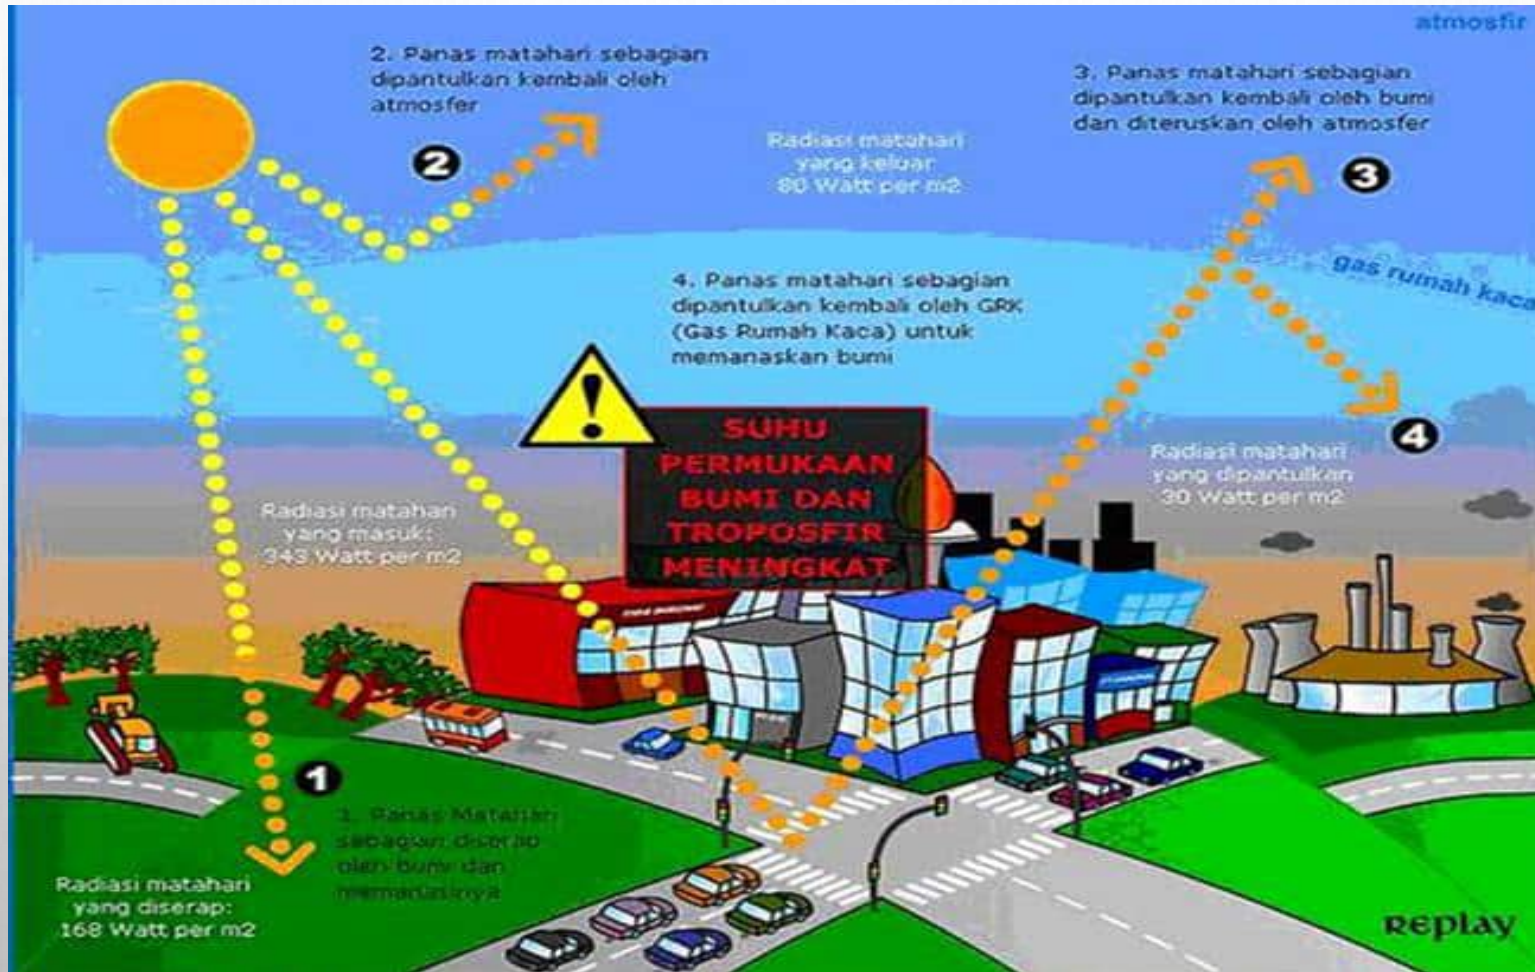 atmosfir
2. Panas matahari sebagian
dipantulkan kembali oleh
atmosfer
2
Radiasi matahari
yang keluar
80 Watt per m2
3. Panas matahari sebagian
dipantulkan kembali oleh bumi
dan diteruskan oleh atmosfer
3
gas rumah kaca
4. Panas matahari sebagian
dipantulkan kembali oleh GRK
(Gas Rumah Kaca) untuk
memanaskan bumi
4
!
SUHU
PERMUKAAN
BUMI DAN
TROPOSFIR
MENINGKAT
Radiasi matahari
yang dipantulkan
30 Watt per m2
Radiasi matahari
yang masuk:
343 Watt per m2
1
1. Panas Matahari
sebagian diserap
oleh bumi dan
memanasinya
Radiasi matahari
yang diserap:
168 Watt per m2
Replay